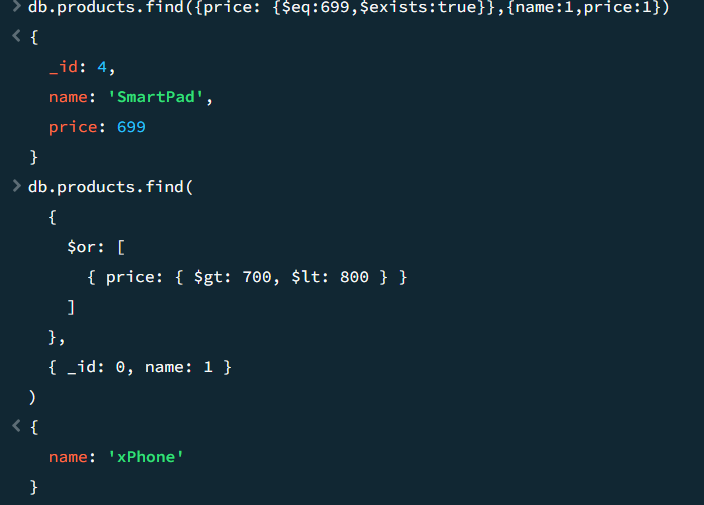 > db.products.find({price: {$eq:699,$exists:true}},{name:1,price:1})
< {
_id: 4,
name: 'SmartPad',
price: 699
}
> db.products.find(
{
$or: [
{ price: { $gt: 700, $lt: 800 } }
]
},
{ _id: 0, name: 1 }
)
< {
name: 'xPhone'
}